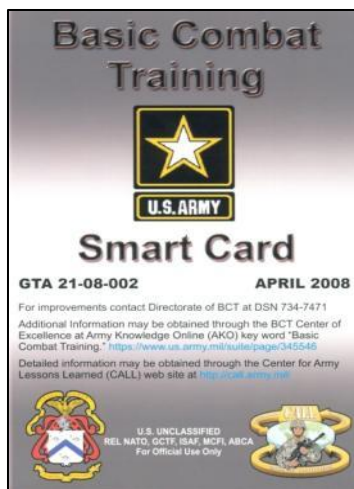 Basic Combat
Training
U.S. ARMY
Smart Card
GTA 21-08-002 APRIL 2008
For improvements contact Directorate of BCT at DSN 734-7471
Additional Information may be obtained through the BCT Center of
Excellence at Army Knowledge Online (AKO) key word "Basic
Combat Training." https://www.us.army.mil/suite/page/345546
Detailed information may be obtained through the Center for Army
Lessons Learned (CALL) web site at http://call.army.mil
U.S. UNCLASSIFIED
REL NATO, GCTF, ISAF, MCFI, ABCA
For Official Use Only
CALL